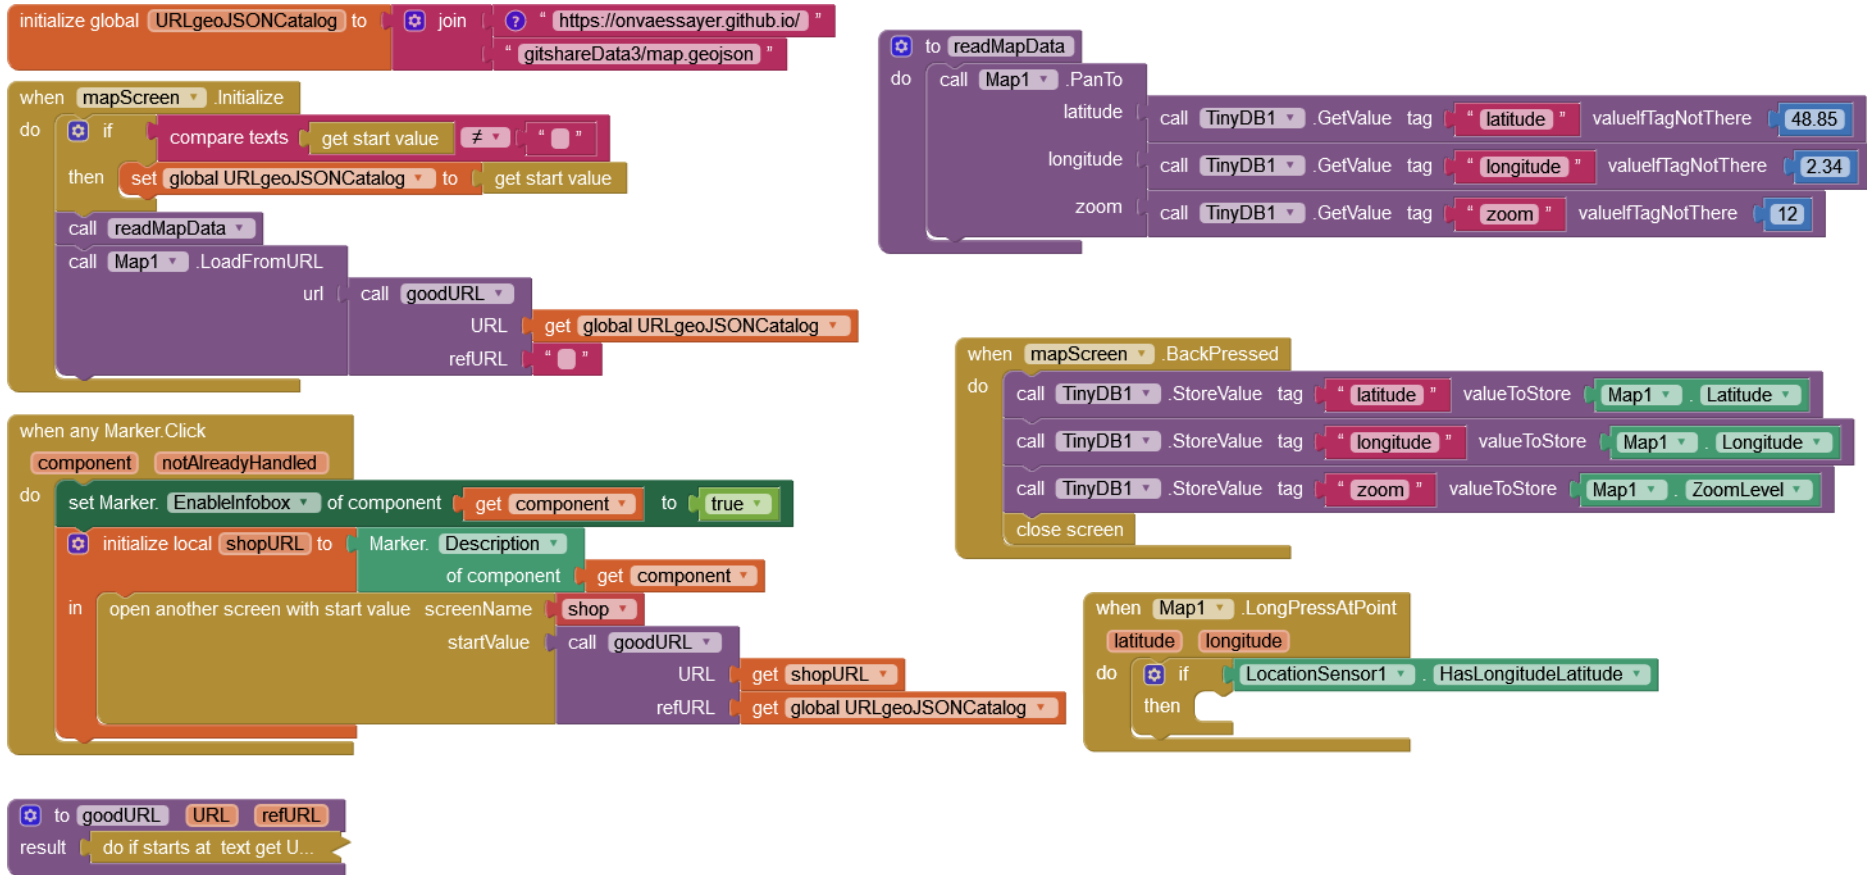 initialize global URLgeoJSONCatalog to join " https://onvaessayer.github.io/ "
" gitshareData3/map.geojson "
when mapScreen .Initialize
do if compare texts get start value ≠ " "
then set global URLgeoJSONCatalog to get start value
call readMapData
call Map1 .LoadFromURL
url call goodURL
URL get global URLgeoJSONCatalog
refURL " "
when any Marker.Click
component notAlreadyHandled
do set Marker. EnableInfobox of component get component to true
initialize local shopURL to Marker. Description
of component get component
in open another screen with start value screenName shop
startValue call goodURL
URL get shopURL
refURL get global URLgeoJSONCatalog
to goodURL URL refURL
result do if starts at text get U...
to readMapData
do call Map1 .PanTo
latitude call TinyDB1 .GetValue tag " latitude " valueIfTagNotThere 48.85
longitude call TinyDB1 .GetValue tag " longitude " valueIfTagNotThere 2.34
zoom call TinyDB1 .GetValue tag " zoom " valueIfTagNotThere 12
when mapScreen .BackPressed
do call TinyDB1 .StoreValue tag " latitude " valueToStore Map1 . Latitude
call TinyDB1 .StoreValue tag " longitude " valueToStore Map1 . Longitude
call TinyDB1 .StoreValue tag " zoom " valueToStore Map1 . ZoomLevel
close screen
when Map1 .LongPressAtPoint
latitude longitude
do if LocationSensor1 . HasLongitudeLatitude
then